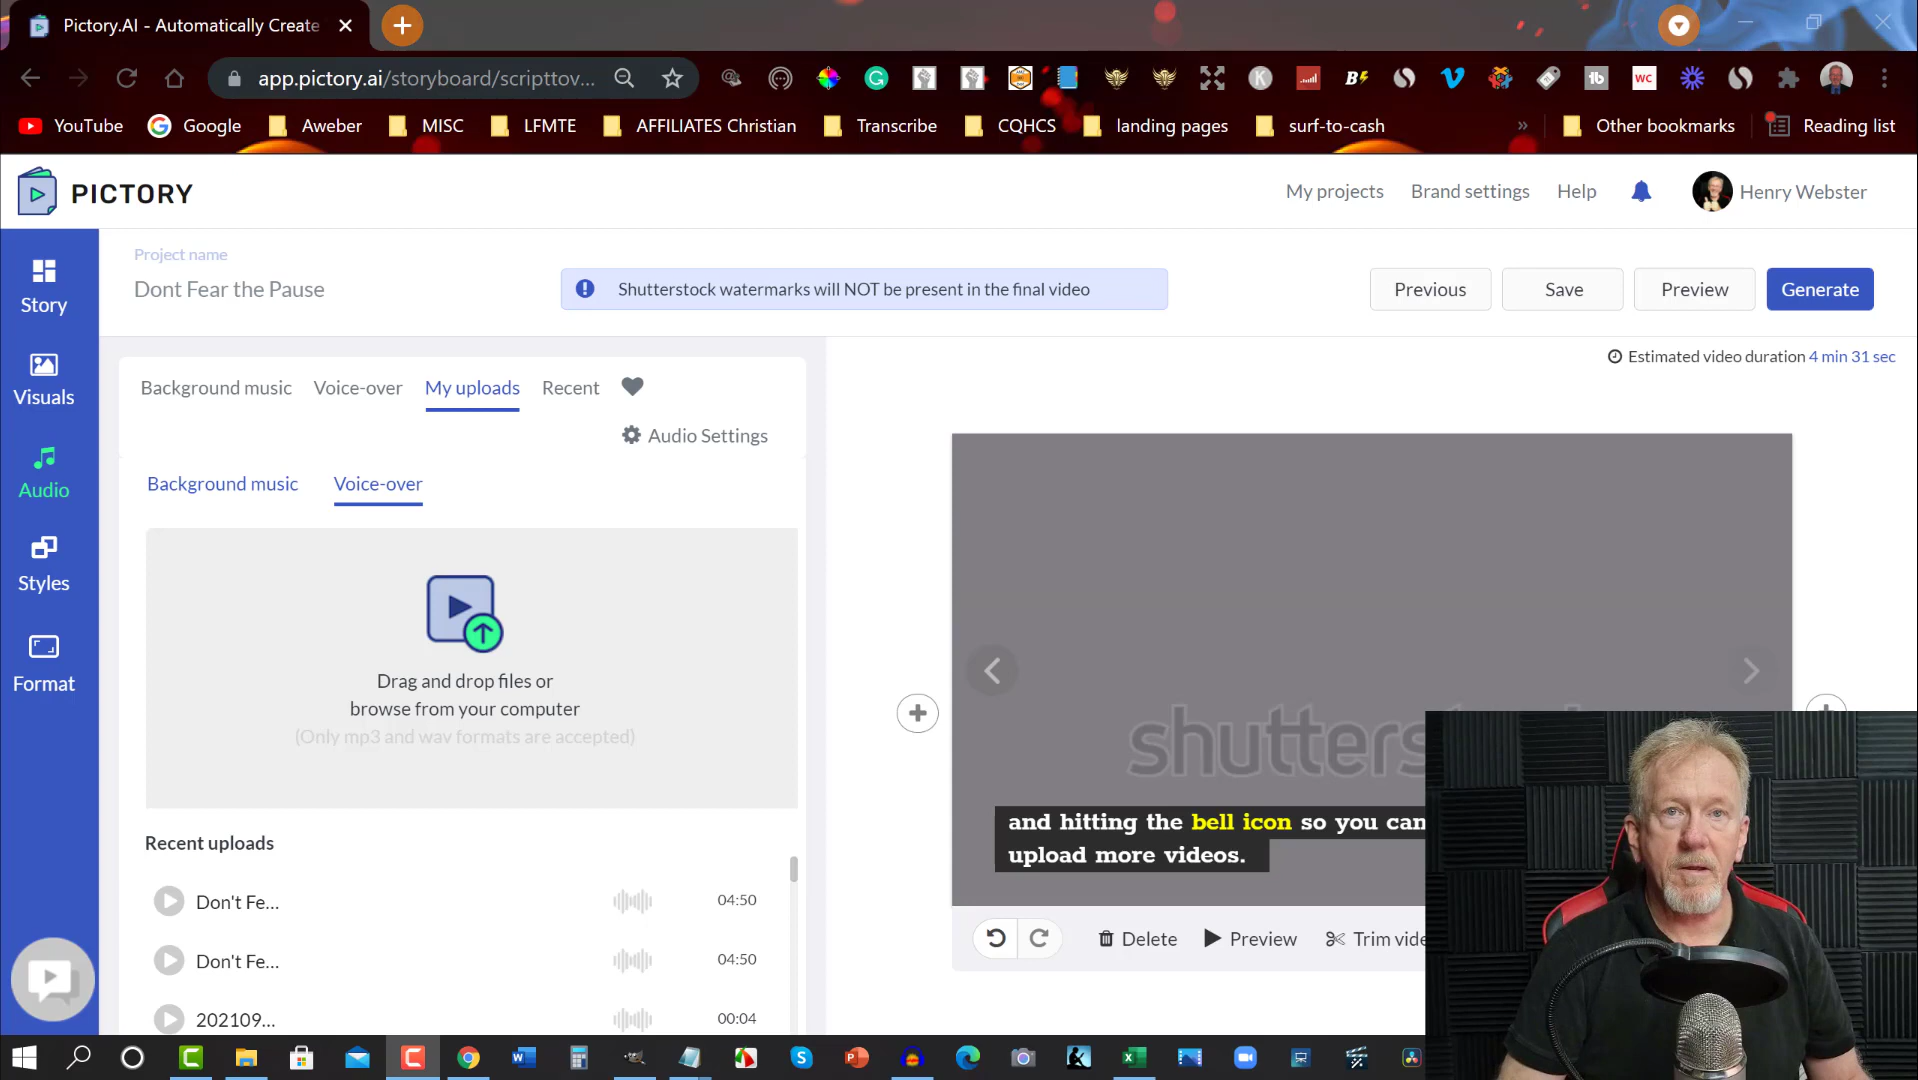 Pictory.AI - Automatically Create
app.pictory.ai/storyboard/scripttov...
YouTube
Google
Aweber
MISC
LFMTE
AFFILIATES Christian
Transcribe
CQHCS
landing pages
surf-to-cash
»
Other bookmarks
Reading list
PICTORY
My projects
Brand settings
Help
Henry Webster
Story
Visuals
Audio
Styles
Format
Project name
Dont Fear the Pause
Shutterstock watermarks will NOT be present in the final video
Previous
Save
Preview
Generate
Estimated video duration 4 min 31 sec
Background music
Voice-over
My uploads
Recent
Audio Settings
Background music
Voice-over
Drag and drop files or
browse from your computer
(Only mp3 and wav formats are accepted)
Recent uploads
Don't Fe...
04:50
Don't Fe...
04:50
202109...
00:04
and hitting the bell icon so you can
upload more videos.
Delete
Preview
Trim vide